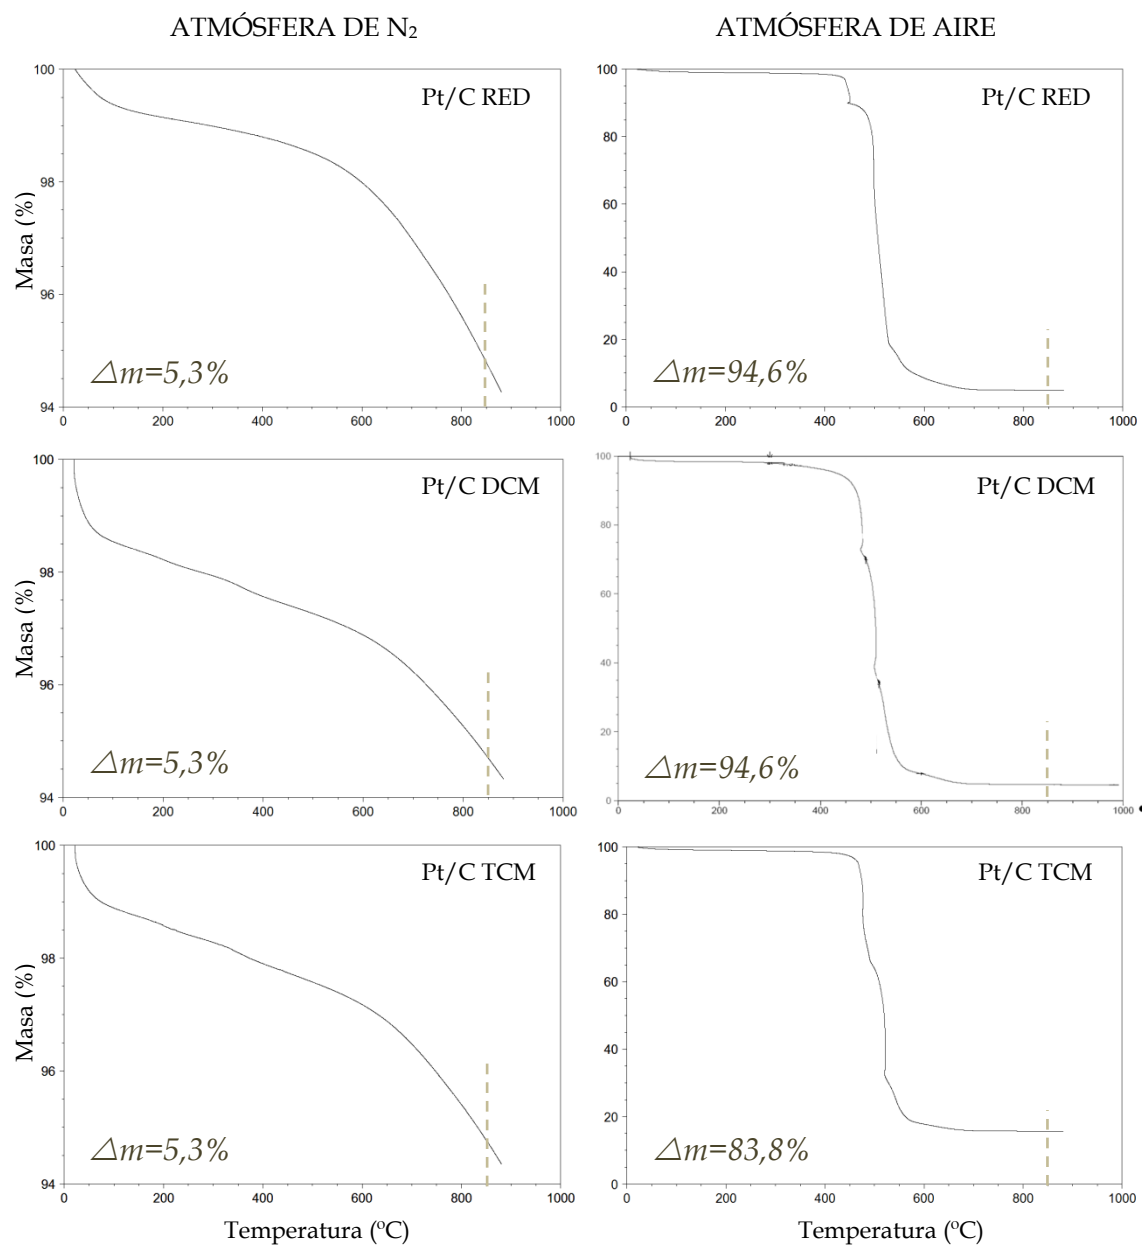 ATMÓSFERA DE N₂
ATMÓSFERA DE AIRE
Masa (%)
100
98
96
94
Pt/C RED
△m=5,3%
0 200 400 600 800 1000
100
80
60
40
20
0
Pt/C RED
△m=94,6%
0 200 400 600 800 1000
Masa (%)
100
98
96
94
Pt/C DCM
△m=5,3%
0 200 400 600 800 1000
100
80
60
40
20
0
Pt/C DCM
△m=94,6%
0 200 400 600 800 1000
Masa (%)
100
98
96
94
Pt/C TCM
△m=5,3%
0 200 400 600 800 1000
Temperatura (ºC)
100
80
60
40
20
0
Pt/C TCM
△m=83,8%
0 200 400 600 800 1000
Temperatura (ºC)